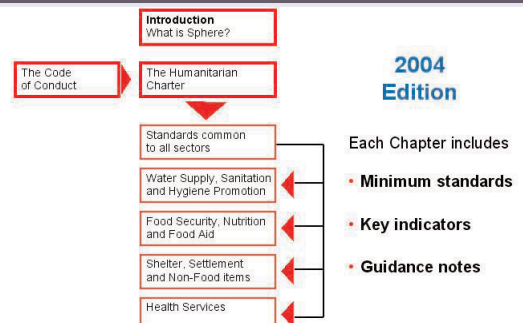 Introduction
What is Sphere?
The Code
of Conduct
The Humanitarian
Charter
2004
Edition
Standards common
to all sectors
Each Chapter includes
Water Supply, Sanitation
and Hygiene Promotion
• Minimum standards
Food Security, Nutrition
and Food Aid
• Key indicators
Shelter, Settlement
and Non-Food items
• Guidance notes
Health Services